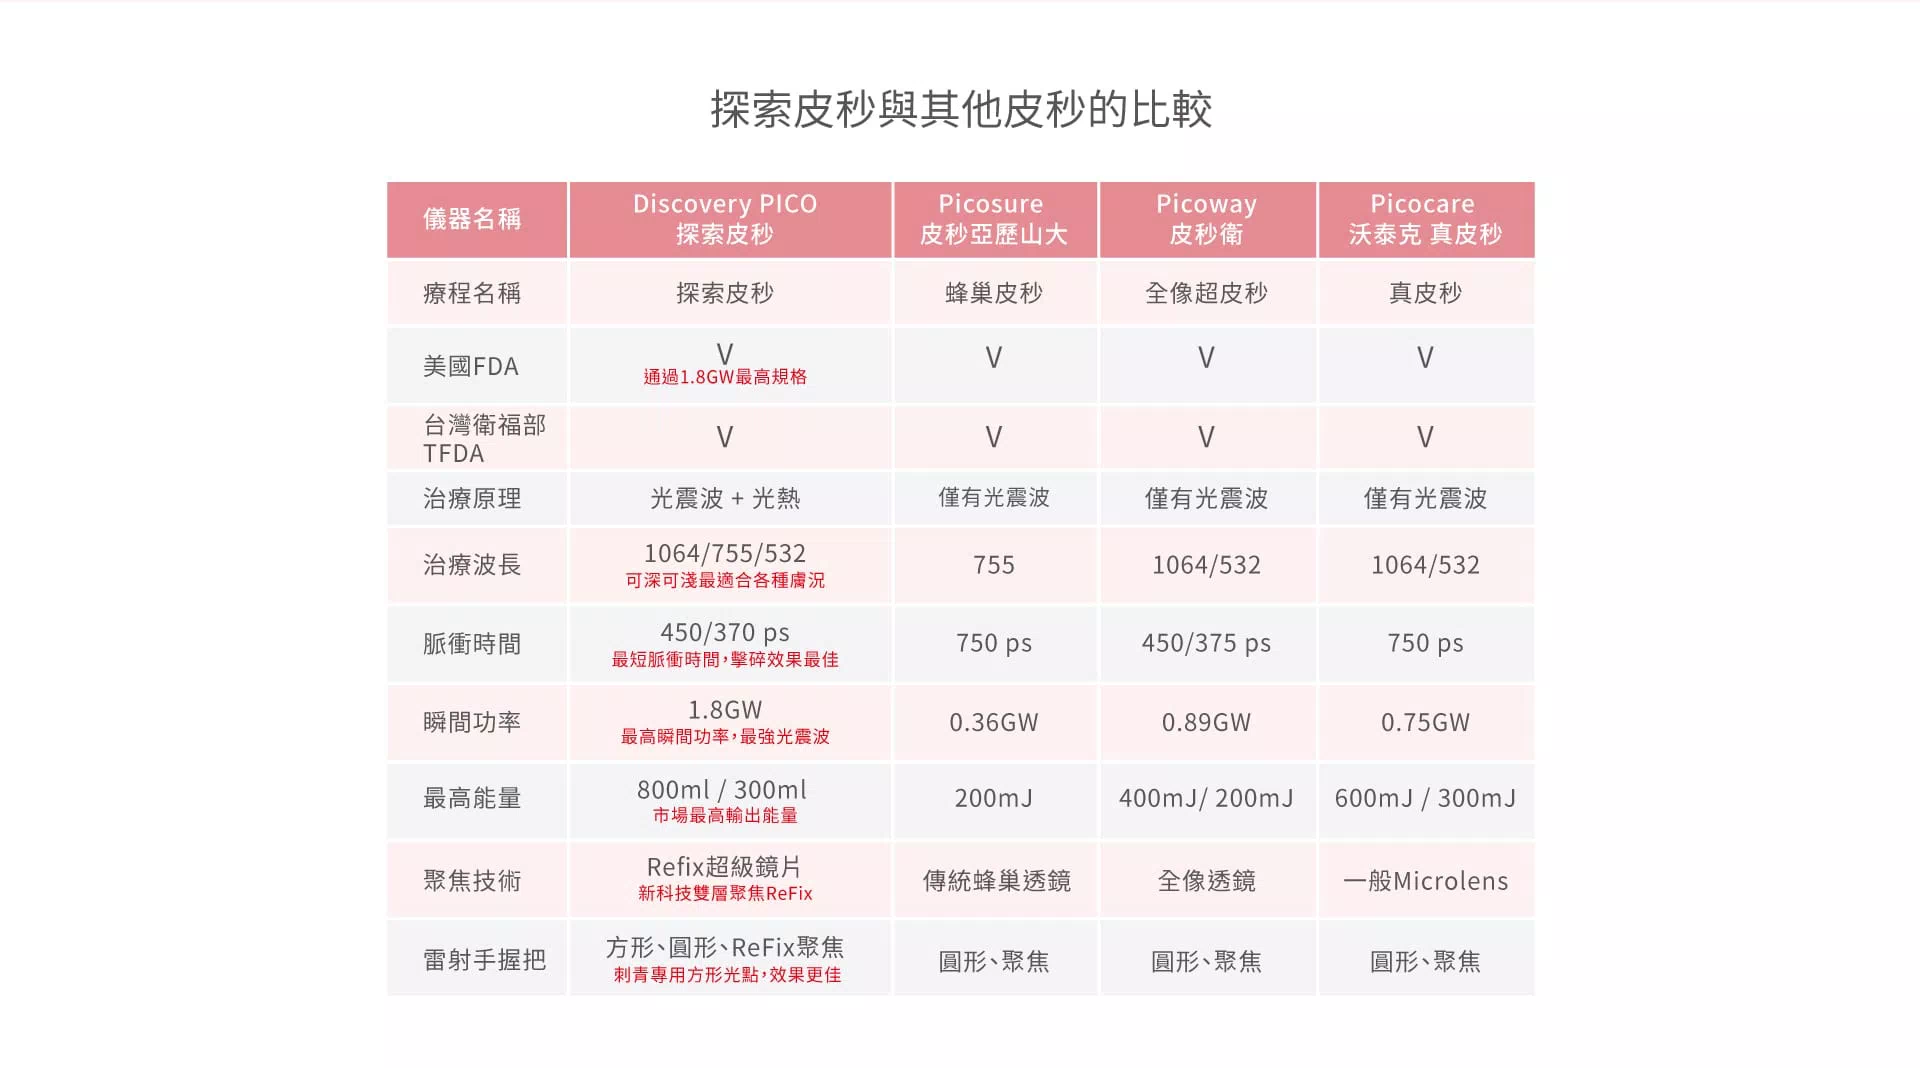 探索皮秒與其他皮秒的比較
儀器名稱
Discovery PICO
探索皮秒
Picosure
皮秒亞歷山大
Picoway
皮秒衛
Picocare
沃泰克 真皮秒
療程名稱
探索皮秒
蜂巢皮秒
全像超皮秒
真皮秒
美國FDA
V
通過1.8GW最高規格
V
V
V
台灣衛福部
TFDA
V
V
V
V
治療原理
光震波 + 光熱
僅有光震波
僅有光震波
僅有光震波
治療波長
1064/755/532
可深可淺最適合各種膚況
755
1064/532
1064/532
脈衝時間
450/370 ps
最短脈衝時間，擊碎效果最佳
750 ps
450/375 ps
750 ps
瞬間功率
1.8GW
最高瞬間功率，最強光震波
0.36GW
0.89GW
0.75GW
最高能量
800ml / 300ml
市場最高輸出能量
200mJ
400mJ/ 200mJ
600mJ / 300mJ
聚焦技術
Refix超級鏡片
新科技雙層聚焦ReFix
傳統蜂巢透鏡
全像透鏡
一般Microlens
雷射手握把
方形、圓形、ReFix聚焦
刺青專用方形光點，效果更佳
圓形、聚焦
圓形、聚焦
圓形、聚焦